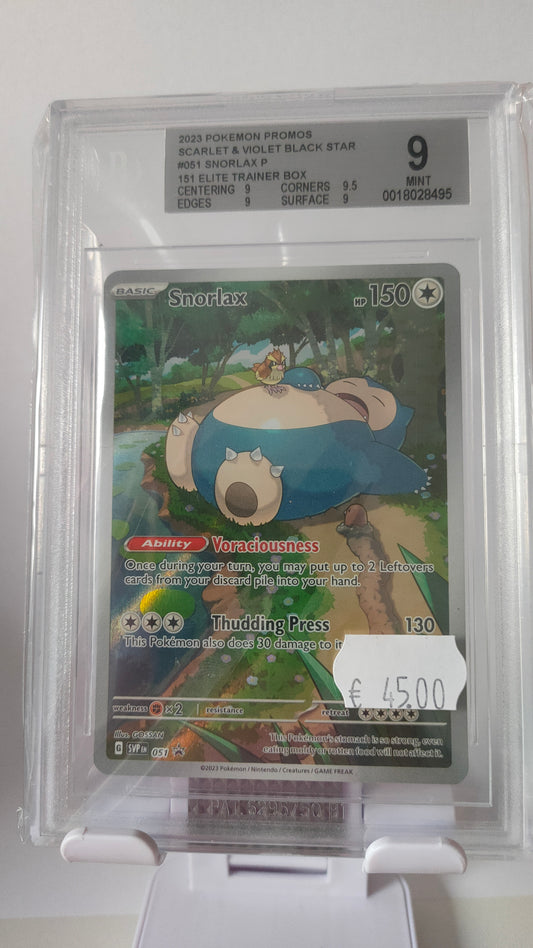 2023 POKEMON PROMOS
SCARLET & VIOLET BLACK STAR
#051 SNORLAX P
151 ELITE TRAINER BOX
CENTERING 9 CORNERS 9.5
EDGES 9 SURFACE 9
9
MINT
0018028495
BASIC Snorlax HP 150
Ability Voraciousness
Once during your turn, you may put up to 2 Leftovers
cards from your discard pile into your hand.
Thudding Press 130
This Pokémon also does 30 damage to
€ 45.00
weakness ×2 resistance retreat
Illus. GOSSAN
G SVP EN 051
This Pokémon's stomach is so strong, even
eating moldy or rotten food will not affect it.
©2023 Pokémon / Nintendo / Creatures / GAME FREAK